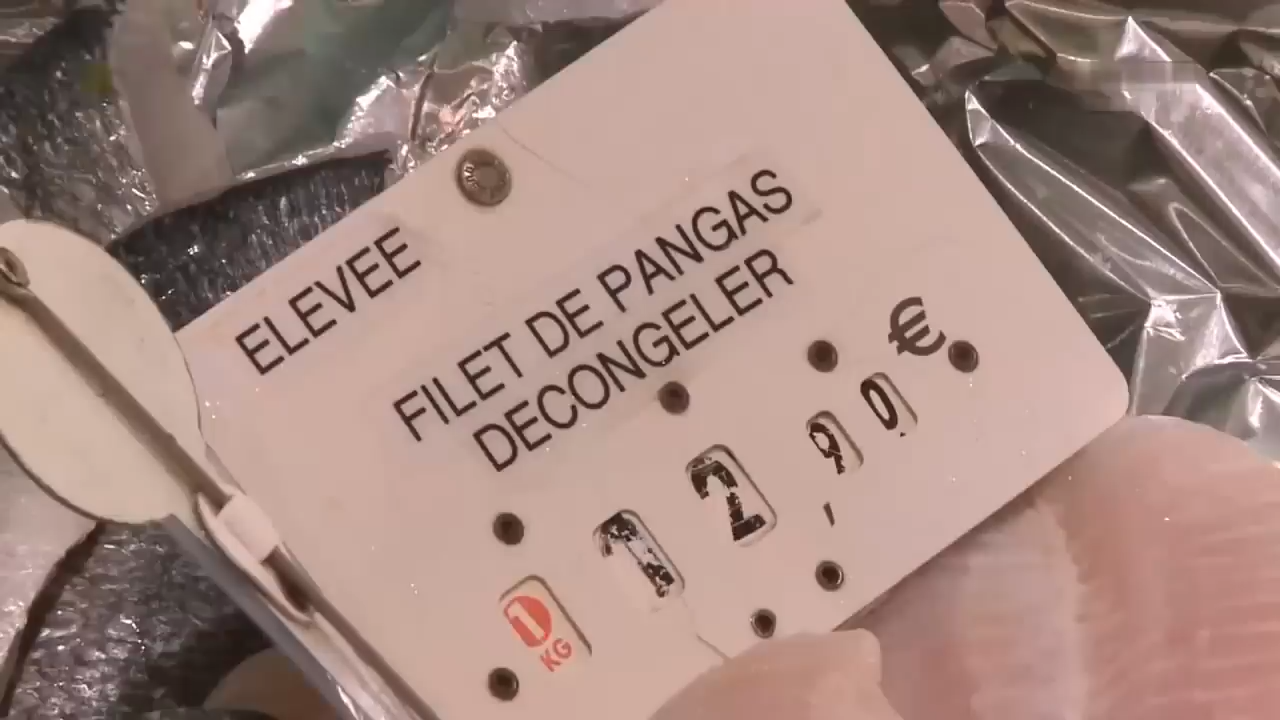 ELEVEE
FILET DE PANGAS
DECONGELER
€
12,90
1
KG